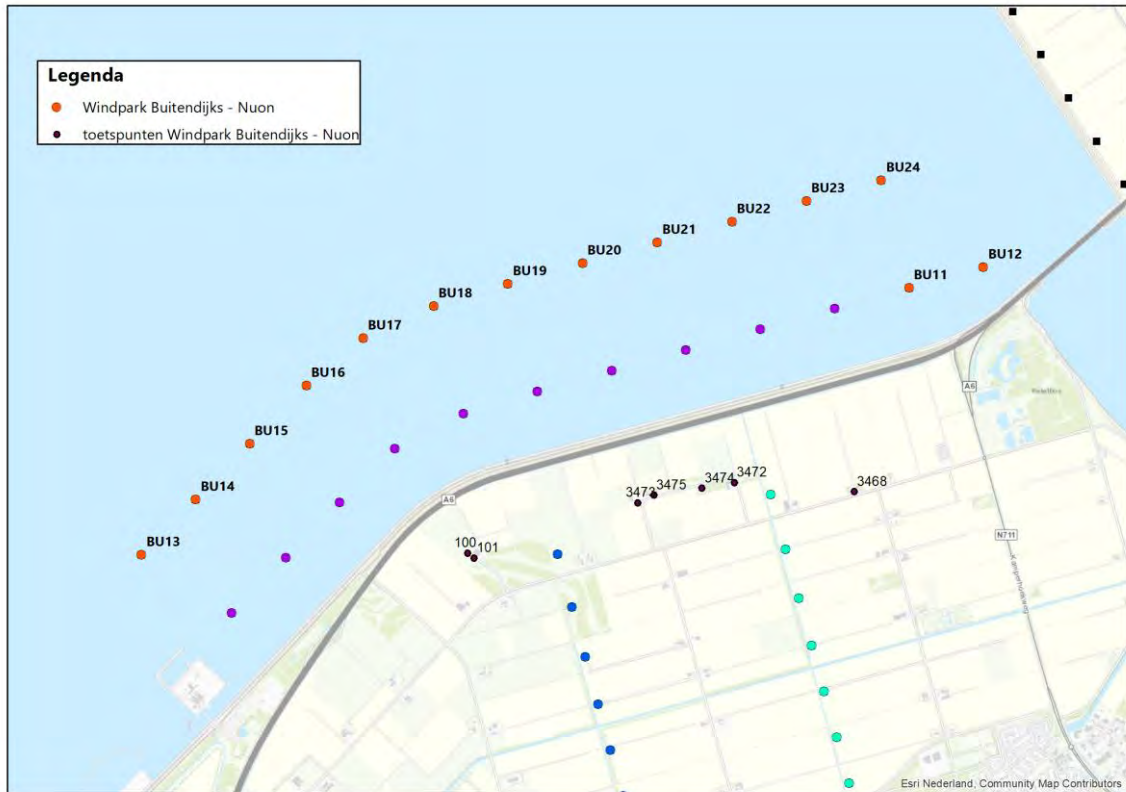 Legenda
Windpark Buitendijks - Nuon
toetspunten Windpark Buitendijks - Nuon
BU24
BU23
BU22
BU21
BU20
BU12
BU19
BU11
BU18
BU17
BU16
A6
BU15
3472
3475
3474
3473
3468
A6
BU14
N711
BU13
100
101
Esri Nederland, Community Map Contributors